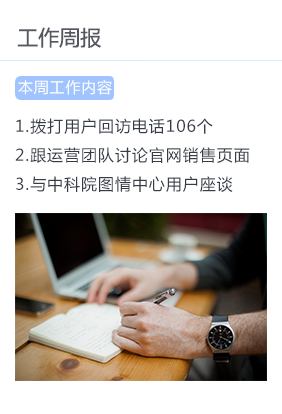 工作周报
本周工作内容
1.拨打用户回访电话106个
2.跟运营团队讨论官网销售页面
3.与中科院图情中心用户座谈